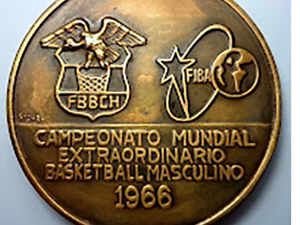 FBBCH
FIBA
CAMPEONATO MUNDIAL
EXTRAORDINARIO
BASKETBALL MASCULINO
1966